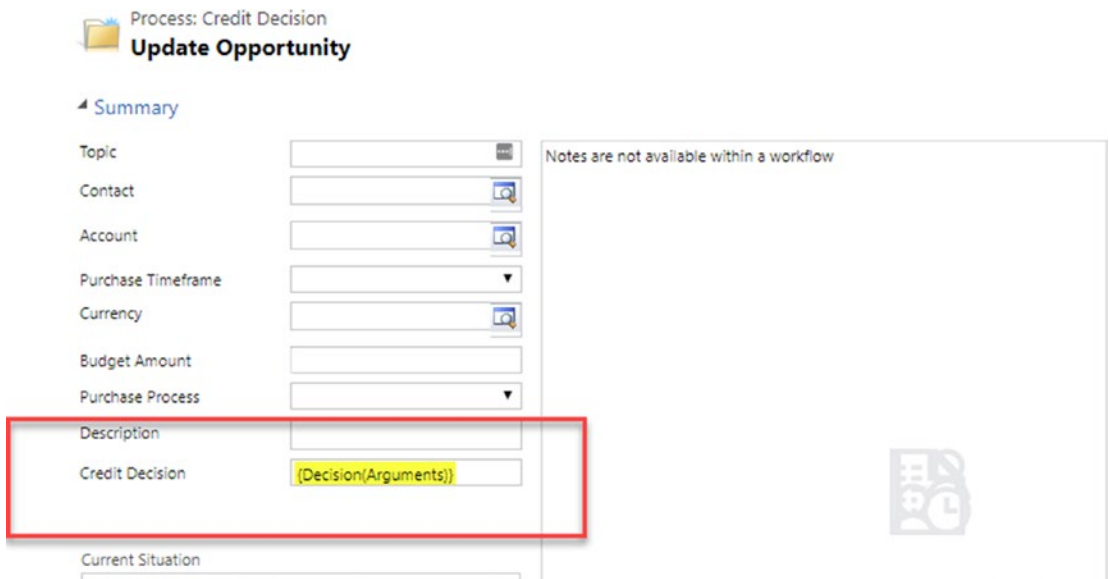 Process: Credit Decision
Update Opportunity
Summary
Topic
Notes are not available within a workflow
Contact
Account
Purchase Timeframe
Currency
Budget Amount
Purchase Process
Description
Credit Decision
{Decision(Arguments)}
Current Situation